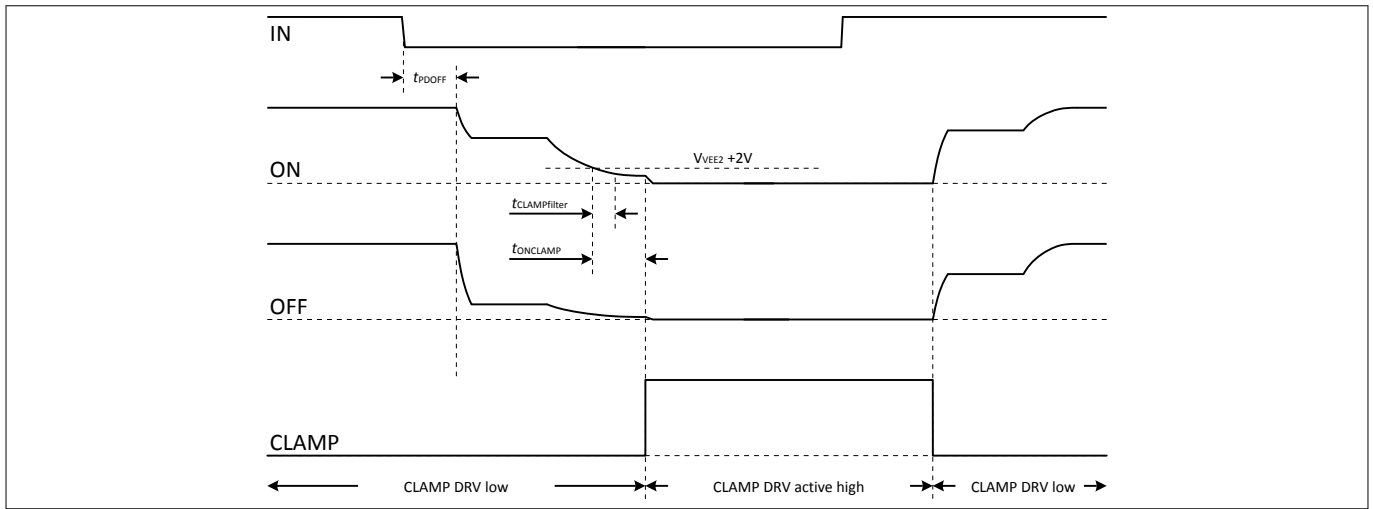 IN
tPDOFF
ON
VVEE2 +2V
tCLAMPfilter
tONCLAMP
OFF
CLAMP
CLAMP DRV low
CLAMP DRV active high
CLAMP DRV low